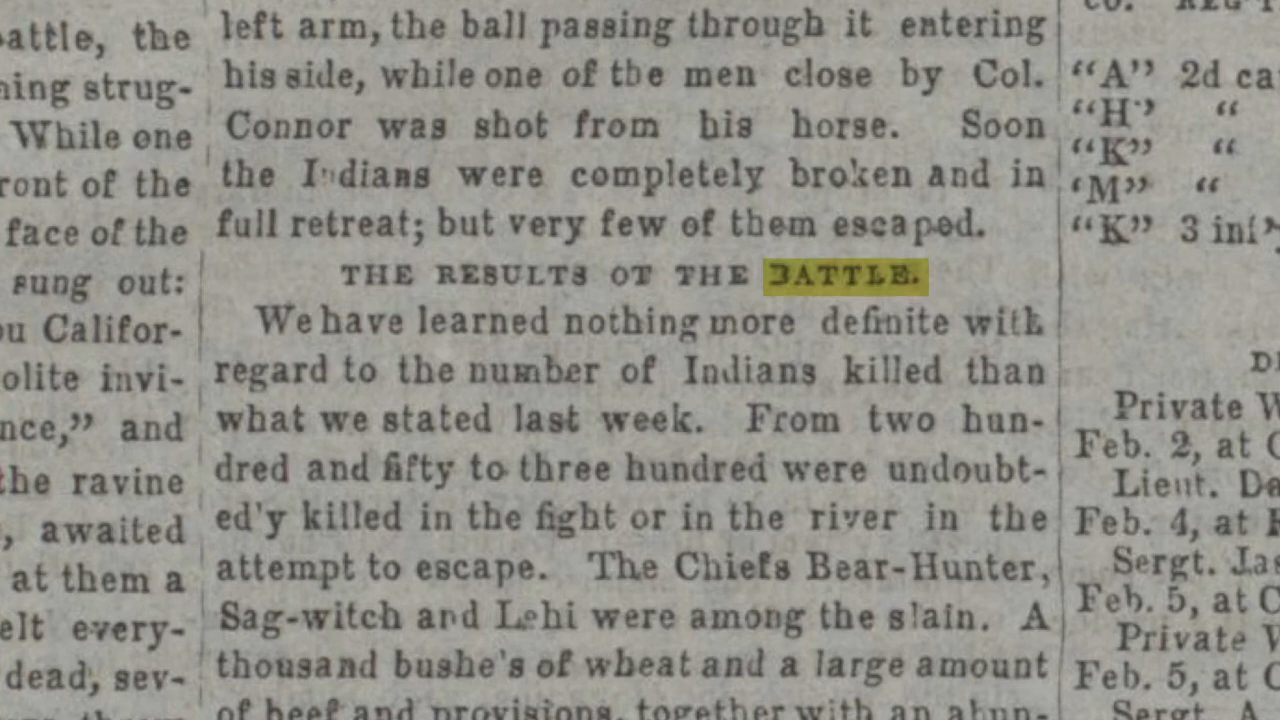 attle, the
ning strug-
While one
ront of the
face of the
sung out:
ou Califor-
olite invi-
nce,” and
the ravine
, awaited
at them a
elt every-
dead, sev-
left arm, the ball passing through it entering
his side, while one of the men close by Col.
Connor was shot from his horse. Soon
the Indians were completely broken and in
full retreat; but very few of them escaped.
THE RESULTS OT THE BATTLE.
We have learned nothing more definite with
regard to the number of Indians killed than
what we stated last week. From two hun-
dred and fifty to three hundred were undoubt-
ed'y killed in the fight or in the river in the
attempt to escape. The Chiefs Bear-Hunter,
Sag-witch and Lehi were among the slain. A
thousand bushe's of wheat and a large amount
of beef and provisions, together with an abun-
“A” 2d ca
“H” “
“K” “
‘M” “
“K” 3 inf
Private W
Feb. 2, at C
Lieut. Da
Feb. 4, at
Sergt. Jas
Feb. 5, at C
Private W
Feb. 5, at C
Sergt. A